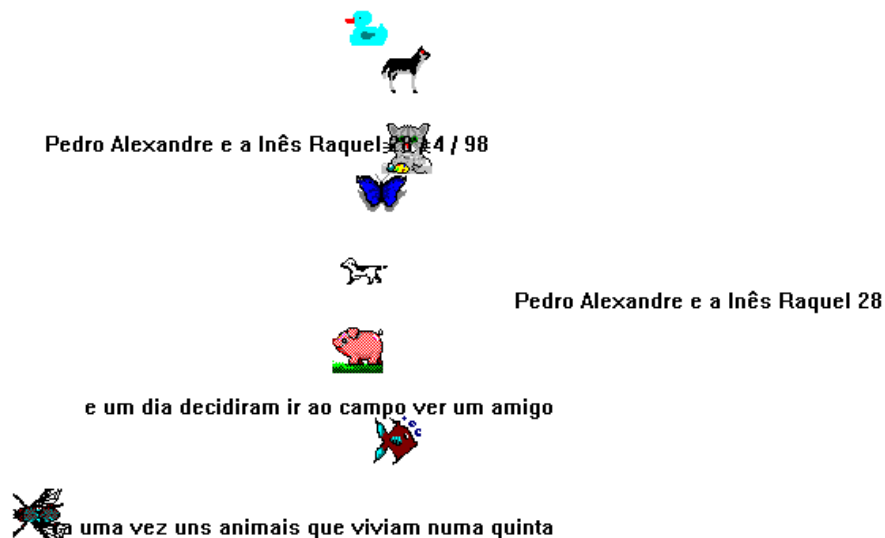 Pedro Alexandre e a Inês Raquel 28 / 4 / 98
Pedro Alexandre e a Inês Raquel 28
e um dia decidiram ir ao campo ver um amigo
uma vez uns animais que viviam numa quinta